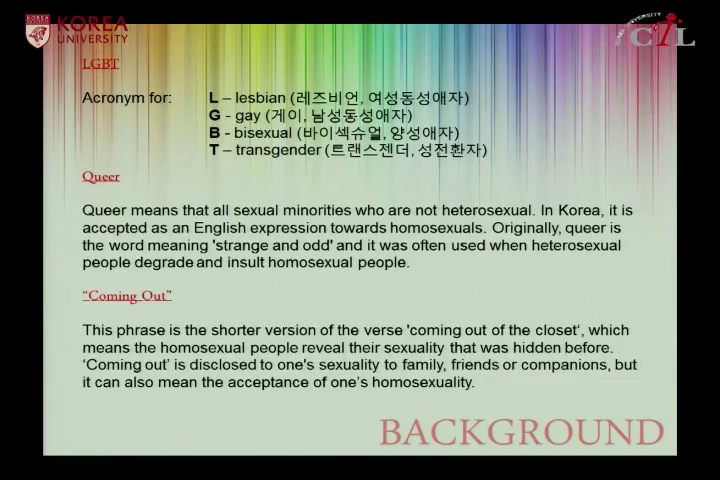 KOREA
UNIVERSITY
LGBT
Acronym for: L – lesbian (레즈비언, 여성동성애자)
G - gay (게이, 남성동성애자)
B - bisexual (바이섹슈얼, 양성애자)
T – transgender (트랜스젠더, 성전환자)
Queer
Queer means that all sexual minorities who are not heterosexual. In Korea, it is
accepted as an English expression towards homosexuals. Originally, queer is
the word meaning 'strange and odd' and it was often used when heterosexual
people degrade and insult homosexual people.
“Coming Out”
This phrase is the shorter version of the verse 'coming out of the closet‘, which
means the homosexual people reveal their sexuality that was hidden before.
‘Coming out’ is disclosed to one's sexuality to family, friends or companions, but
it can also mean the acceptance of one’s homosexuality.
BACKGROUND